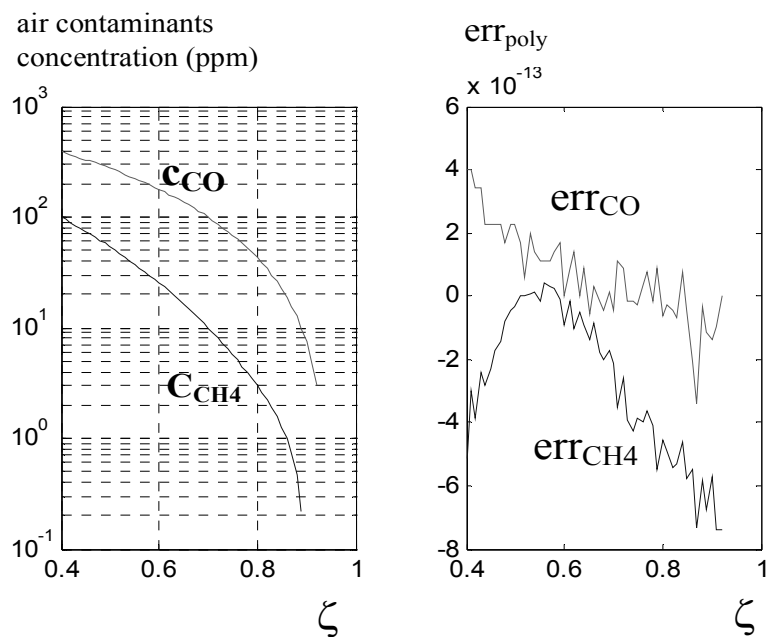 air contaminants
concentration (ppm)
10^3
10^2
10^1
10^0
10^-1
0.4 0.6 0.8 1
ζ
c_CO
C_CH4
err_poly
x 10^-13
6
4
2
0
-2
-4
-6
-8
0.4 0.6 0.8 1
ζ
err_CO
err_CH4